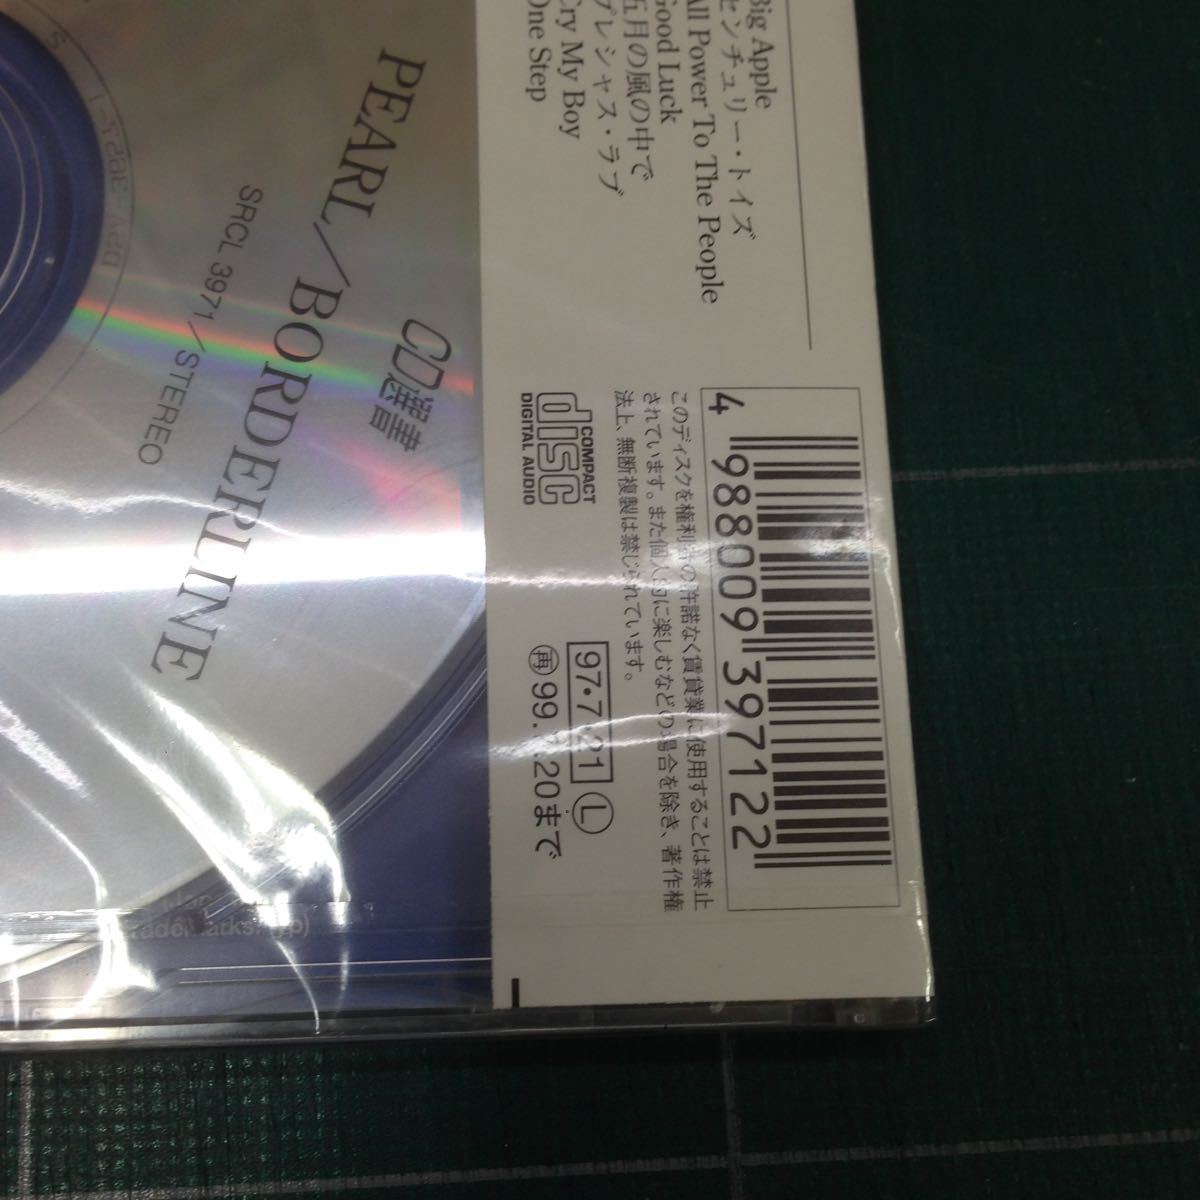 Big Apple
センチュリー・トイズ
All Power To The People
Good Luck
五月の風の中で
プレシャス・ラブ
Cry My Boy
One Step
4 988009 397122
このディスクを権利者の許諾なく賃貸業に使用することは禁止
されています。また個人的に楽しむなどの場合を除き、著作権
法上、無断複製は禁じられています。
COMPACT
disc
DIGITAL AUDIO
97・7・21 L
再 99.7.20まで
CD選書
PEARL/BORDERLINE
SRCL 3971/STEREO